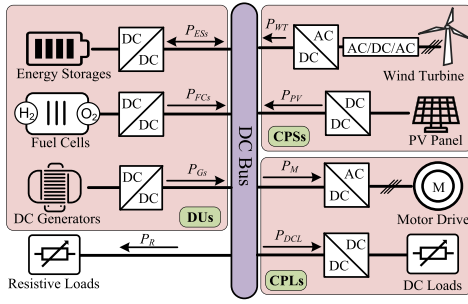 DC
DC
P_ESs
Energy Storages
H₂
O₂
DC
DC
P_FCs
Fuel Cells
DC
DC
P_Gs
DC Generators
DUs
P_R
Resistive Loads
DC Bus
P_WT
AC
DC
AC/DC/AC
Wind Turbine
P_PV
DC
DC
CPSs
PV Panel
P_M
AC
DC
M
Motor Drive
P_DCL
DC
DC
CPLs
DC Loads